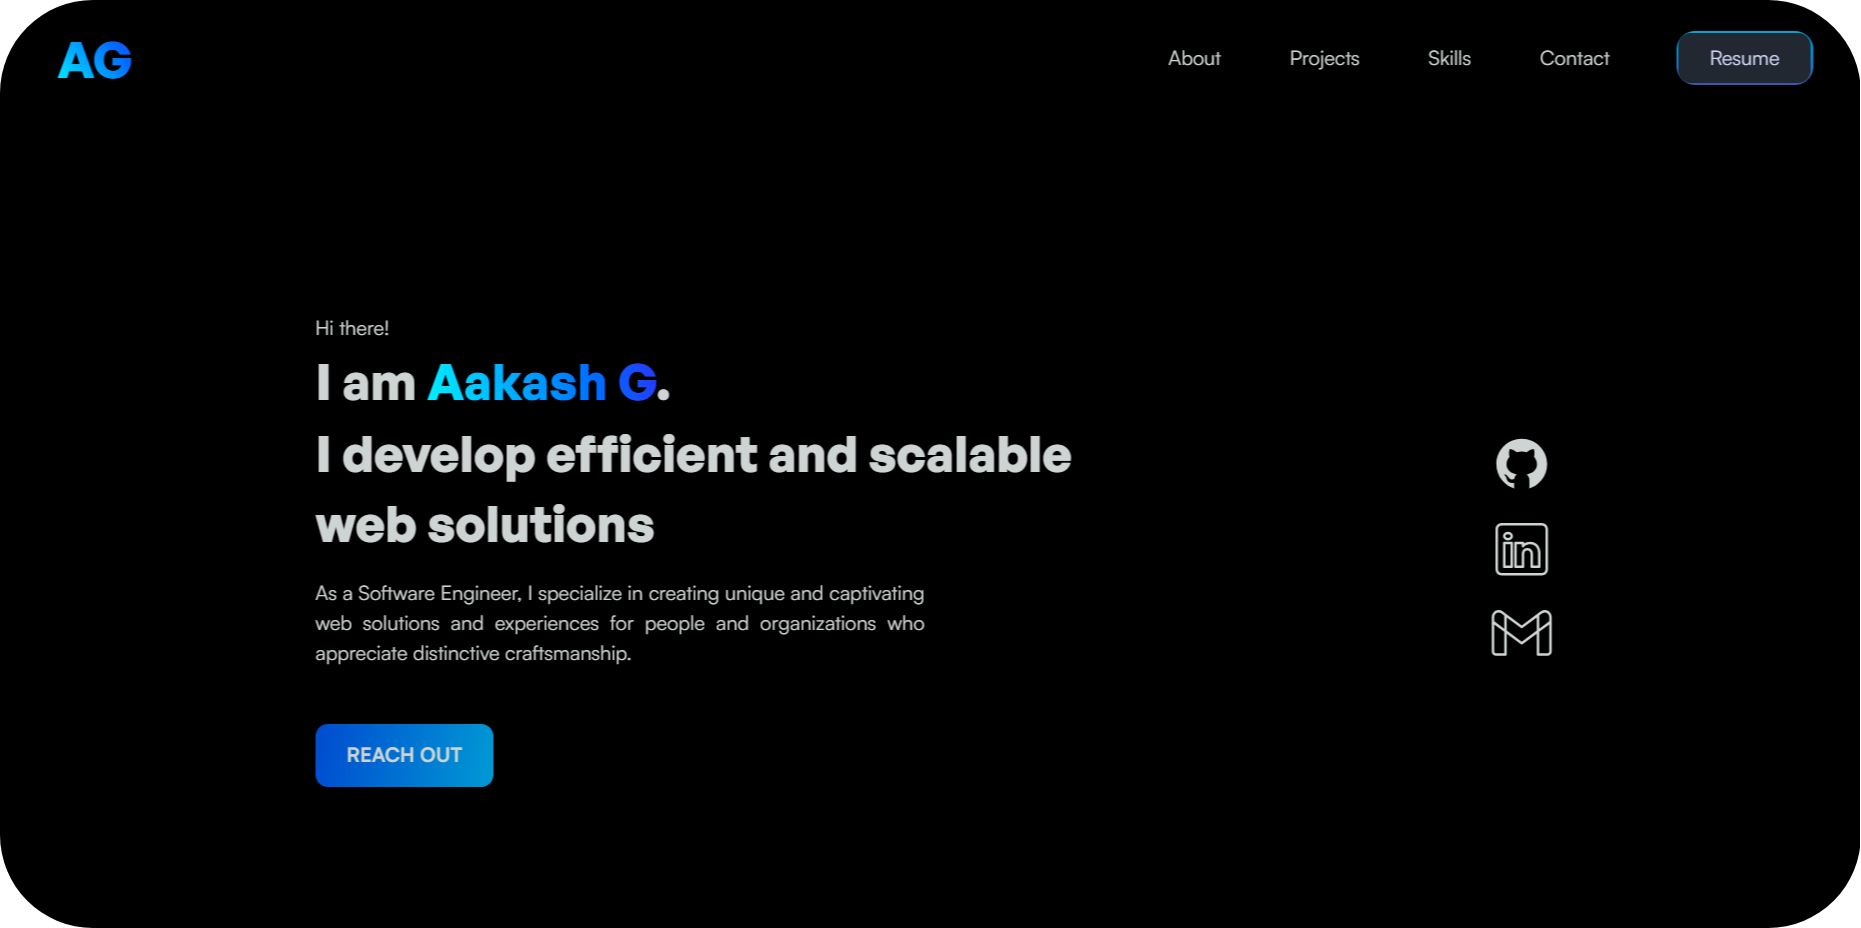 AG
About
Projects
Skills
Contact
Resume
Hi there!
I am Aakash G.
I develop efficient and scalable
web solutions
As a Software Engineer, I specialize in creating unique and captivating
web solutions and experiences for people and organizations who
appreciate distinctive craftsmanship.
in
REACH OUT